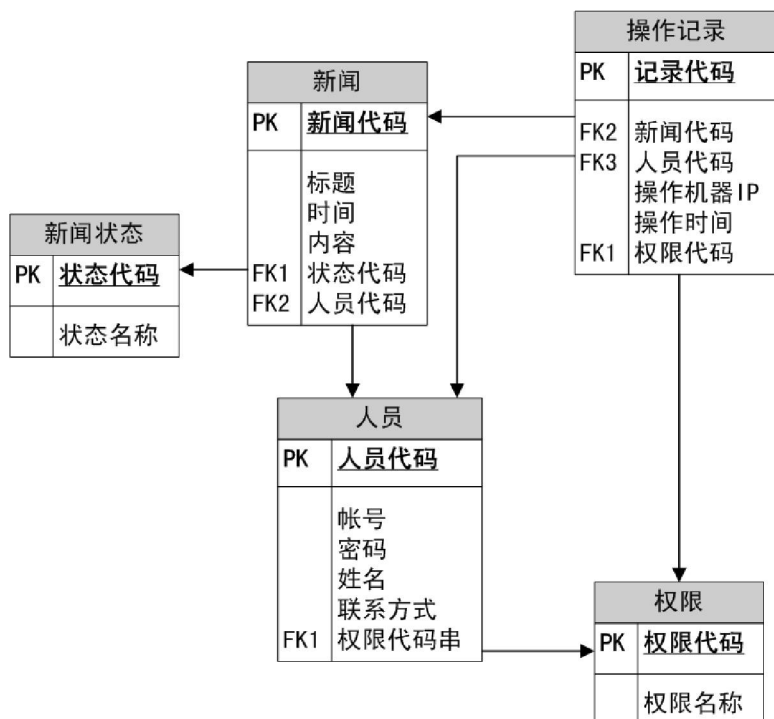 操作记录
PK 记录代码
FK2 新闻代码
FK3 人员代码
操作机器IP
操作时间
FK1 权限代码
新闻
PK 新闻代码
标题
时间
内容
FK1 状态代码
FK2 人员代码
新闻状态
PK 状态代码
状态名称
人员
PK 人员代码
帐号
密码
姓名
联系方式
FK1 权限代码串
权限
PK 权限代码
权限名称